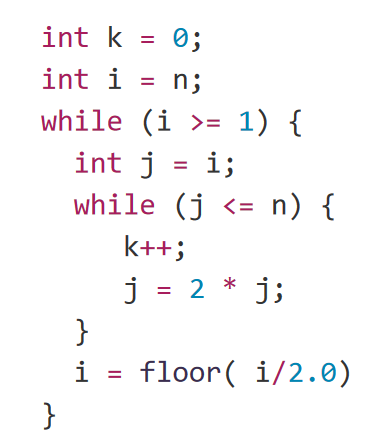 int k = 0;
int i = n;
while (i >= 1) {
  int j = i;
  while (j <= n) {
     k++;
     j = 2 * j;
  }
  i = floor( i/2.0)
}